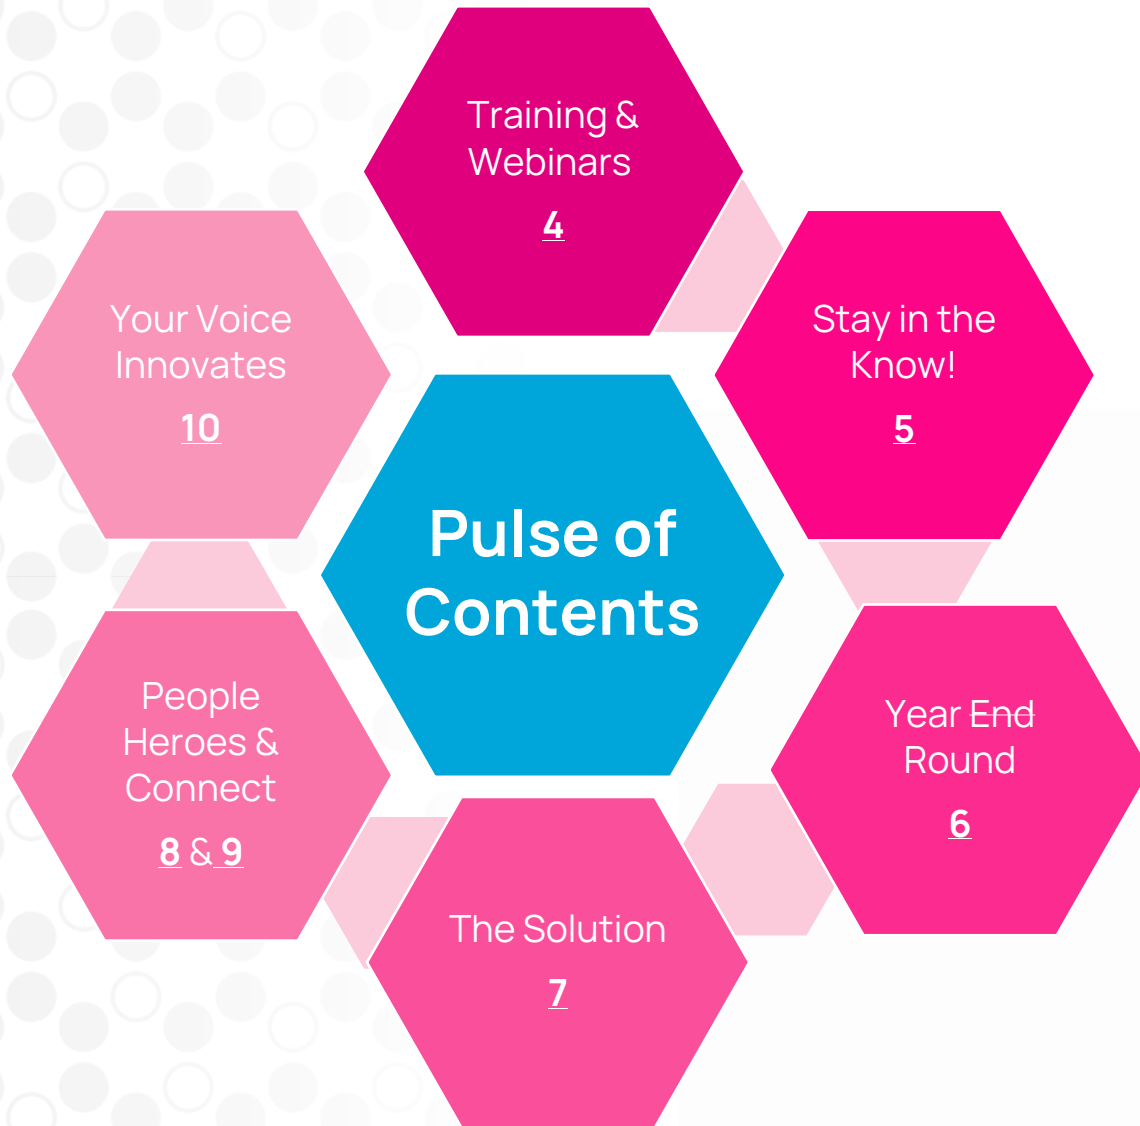 Pulse of
Contents
Training &
Webinars
4
Stay in the
Know!
5
Year End
Round
6
The Solution
7
People
Heroes &
Connect
8 & 9
Your Voice
Innovates
10